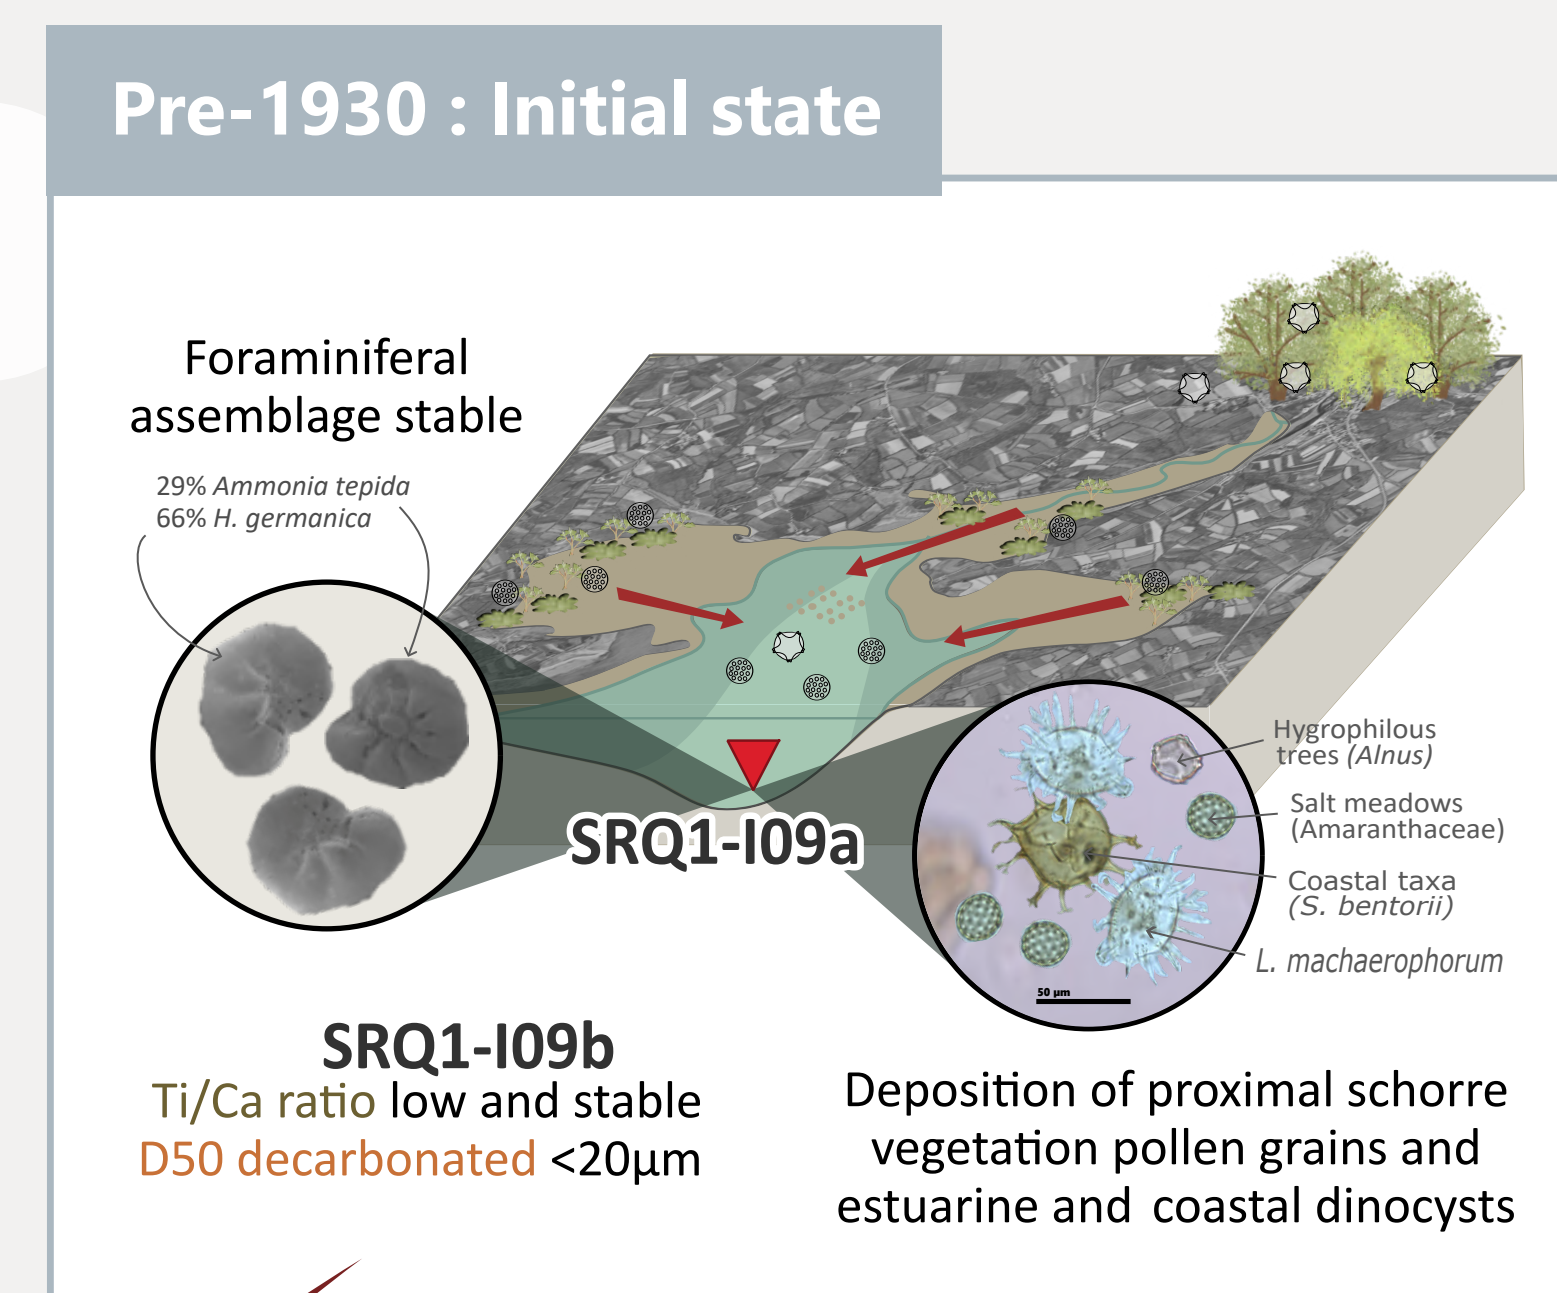 Pre-1930 : Initial state
Foraminiferal
assemblage stable
29% Ammonia tepida
66% H. germanica
SRQ1-I09a
Hygrophilous
trees (Alnus)
Salt meadows
(Amaranthaceae)
Coastal taxa
(S. bentorii)
L. machaerophorum
50 µm
SRQ1-I09b
Ti/Ca ratio low and stable
D50 decarbonated <20µm
Deposition of proximal schorre
vegetation pollen grains and
estuarine and coastal dinocysts